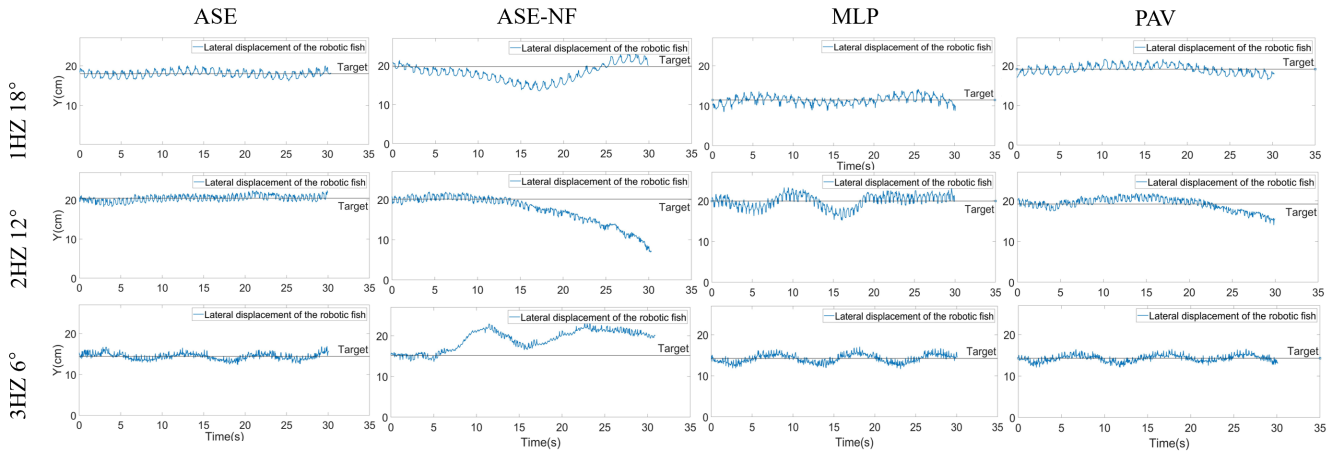 ASE ASE-NF MLP PAV
1HZ 18°
Y(cm)
20
10
0
Lateral displacement of the robotic fish
Target
0 5 10 15 20 25 30 35
20
10
0
Lateral displacement of the robotic fish
Target
0 5 10 15 20 25 30 35
20
10
0
Lateral displacement of the robotic fish
Target
0 5 10 15 20 25 30 35
Time(s)
20
10
0
Lateral displacement of the robotic fish
Target
0 5 10 15 20 25 30 35
2HZ 12°
Y(cm)
20
10
0
Lateral displacement of the robotic fish
Target
0 5 10 15 20 25 30 35
20
10
0
Lateral displacement of the robotic fish
Target
0 5 10 15 20 25 30 35
20
10
0
Lateral displacement of the robotic fish
Target
0 5 10 15 20 25 30 35
20
10
0
Lateral displacement of the robotic fish
Target
0 5 10 15 20 25 30 35
3HZ 6°
Y(cm)
20
10
0
Lateral displacement of the robotic fish
Target
0 5 10 15 20 25 30 35
Time(s)
20
10
0
Lateral displacement of the robotic fish
Target
0 5 10 15 20 25 30 35
Time(s)
20
10
0
Lateral displacement of the robotic fish
Target
0 5 10 15 20 25 30 35
Time(s)
20
10
0
Lateral displacement of the robotic fish
Target
0 5 10 15 20 25 30 35
Time(s)